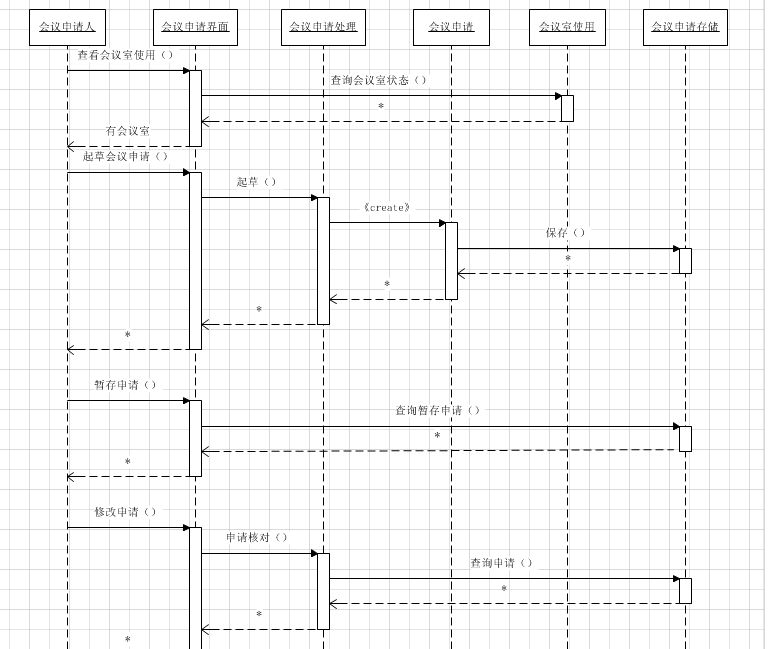 会议申请人 会议申请界面 会议申请处理 会议申请 会议室使用 会议申请存储
查看会议室使用()
查询会议室状态()
*
有会议室
起草会议申请()
起草()
《create》
保存()
*
*
*
*
暂存申请()
查询暂存申请()
*
*
修改申请()
申请核对()
查询申请()
*
*
*